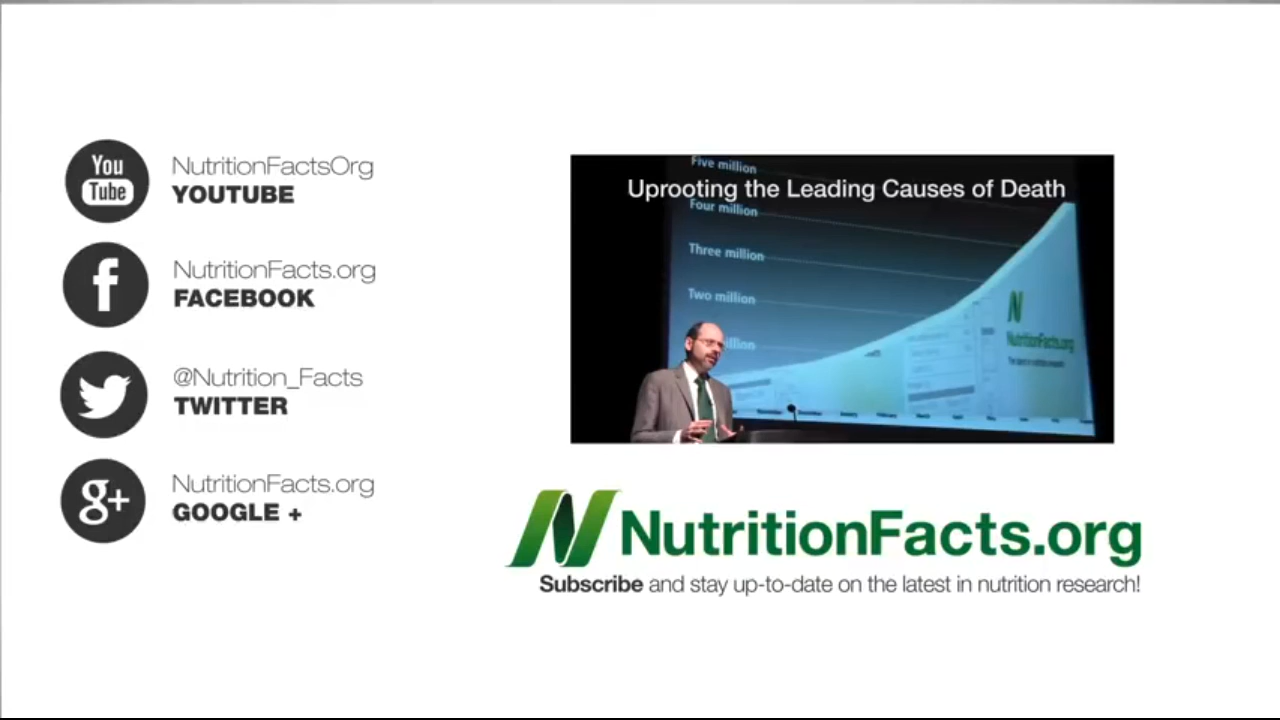 You
Tube
NutritionFactsOrg
YOUTUBE
f
NutritionFacts.org
FACEBOOK
@Nutrition_Facts
TWITTER
g+
NutritionFacts.org
GOOGLE +
Five million
Uprooting the Leading Causes of Death
Four million
Three million
Two million
N
NutritionFacts.org
N NutritionFacts.org
Subscribe and stay up-to-date on the latest in nutrition research!